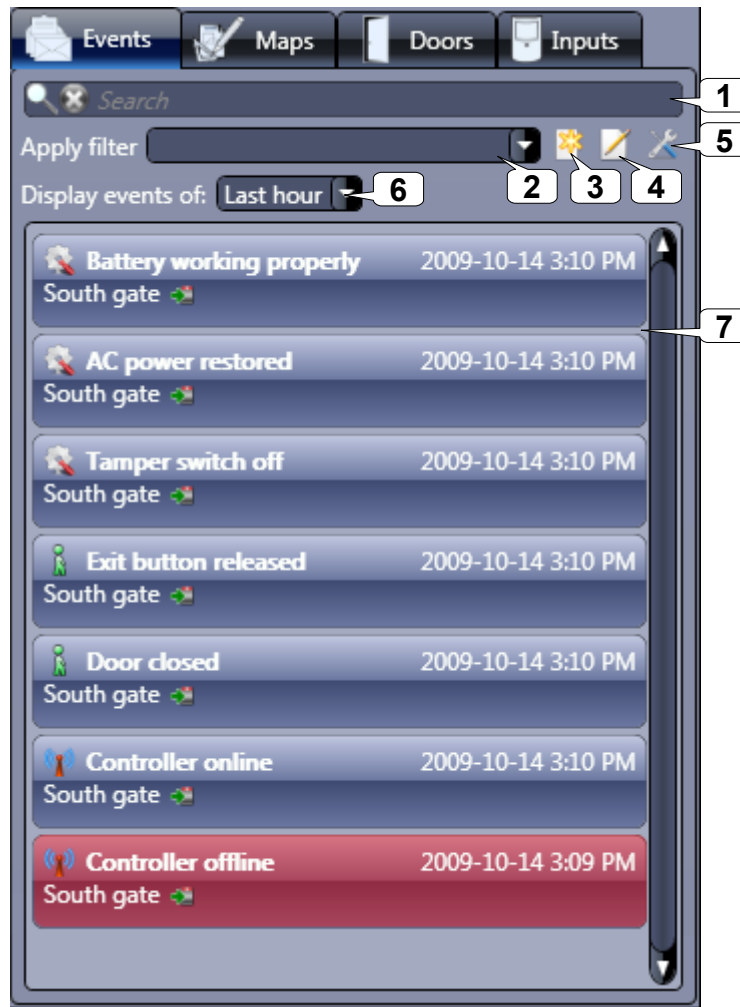 Events Maps Doors Inputs
Search 1
Apply filter 2 3 4 5
Display events of: Last hour 6
Battery working properly 2009-10-14 3:10 PM
South gate
7
AC power restored 2009-10-14 3:10 PM
South gate
Tamper switch off 2009-10-14 3:10 PM
South gate
Exit button released 2009-10-14 3:10 PM
South gate
Door closed 2009-10-14 3:10 PM
South gate
Controller online 2009-10-14 3:10 PM
South gate
Controller offline 2009-10-14 3:09 PM
South gate